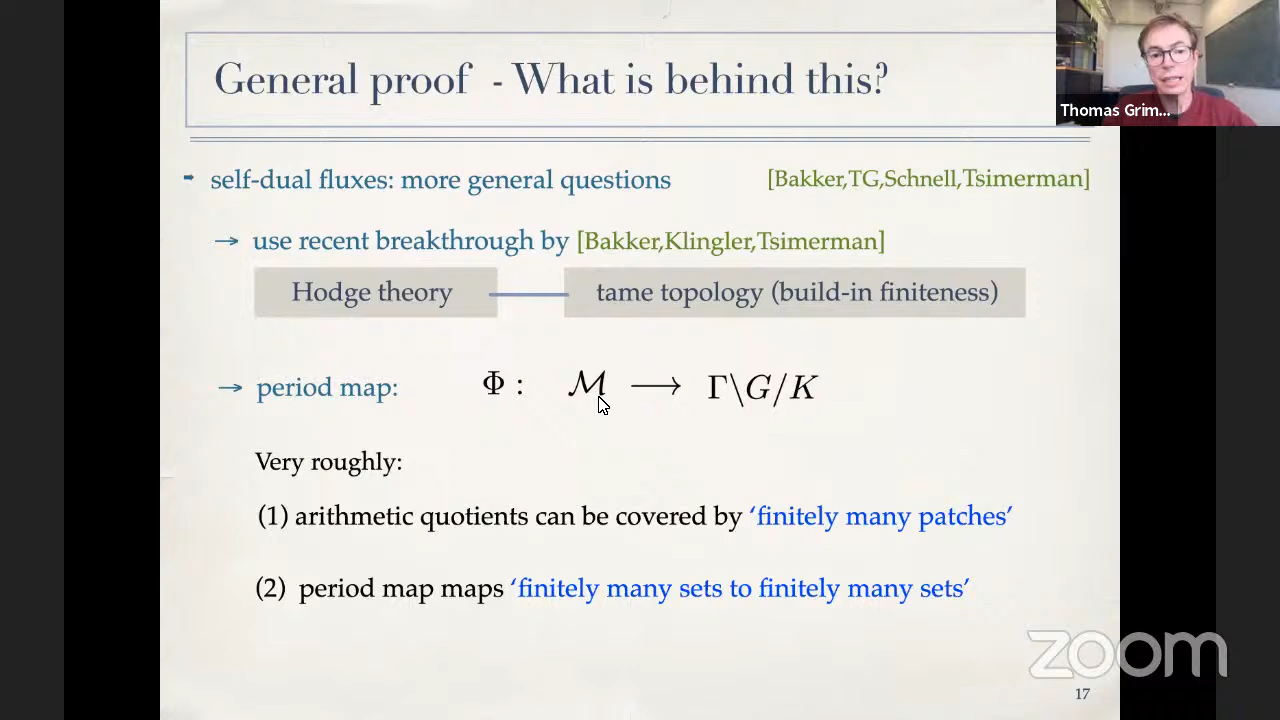 General proof - What is behind this?
Thomas Grim...
➡ self-dual fluxes: more general questions [Bakker,TG,Schnell,Tsimerman]
→ use recent breakthrough by [Bakker,Klingler,Tsimerman]
Hodge theory tame topology (build-in finiteness)
→ period map: Φ : ℳ ⟶ Γ\G/K
Very roughly:
(1) arithmetic quotients can be covered by ‘finitely many patches’
(2) period map maps ‘finitely many sets to finitely many sets’
zoom
17